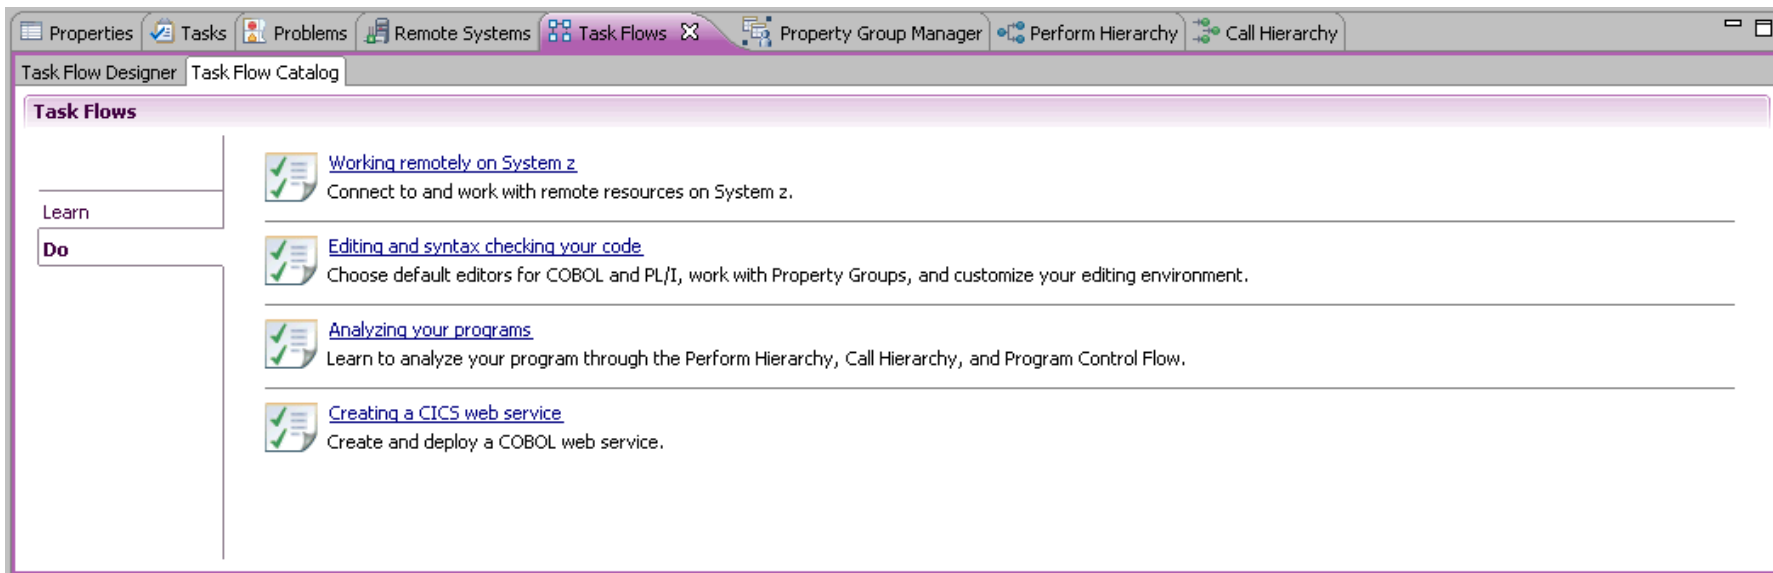 Properties Tasks Problems Remote Systems Task Flows Property Group Manager Perform Hierarchy Call Hierarchy
Task Flow Designer Task Flow Catalog
Task Flows
Learn
Do
Working remotely on System z
Connect to and work with remote resources on System z.
Editing and syntax checking your code
Choose default editors for COBOL and PL/I, work with Property Groups, and customize your editing environment.
Analyzing your programs
Learn to analyze your program through the Perform Hierarchy, Call Hierarchy, and Program Control Flow.
Creating a CICS web service
Create and deploy a COBOL web service.